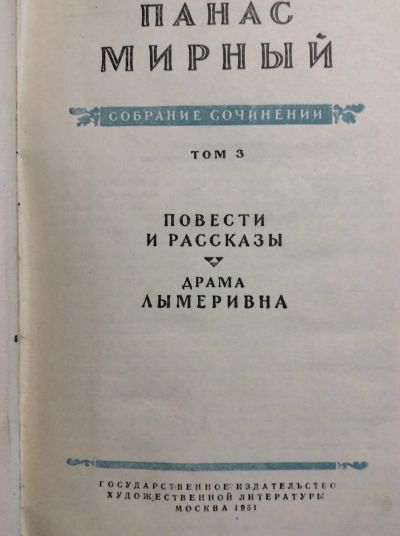 ПАНАС
МИРНЫЙ
СОБРАНИЕ СОЧИНЕНИЙ
ТОМ 3
ПОВЕСТИ
И РАССКАЗЫ
ДРАМА
ЛЫМЕРИВНА
ГОСУДАРСТВЕННОЕ ИЗДАТЕЛЬСТВО
ХУДОЖЕСТВЕННОЙ ЛИТЕРАТУРЫ
МОСКВА 1951